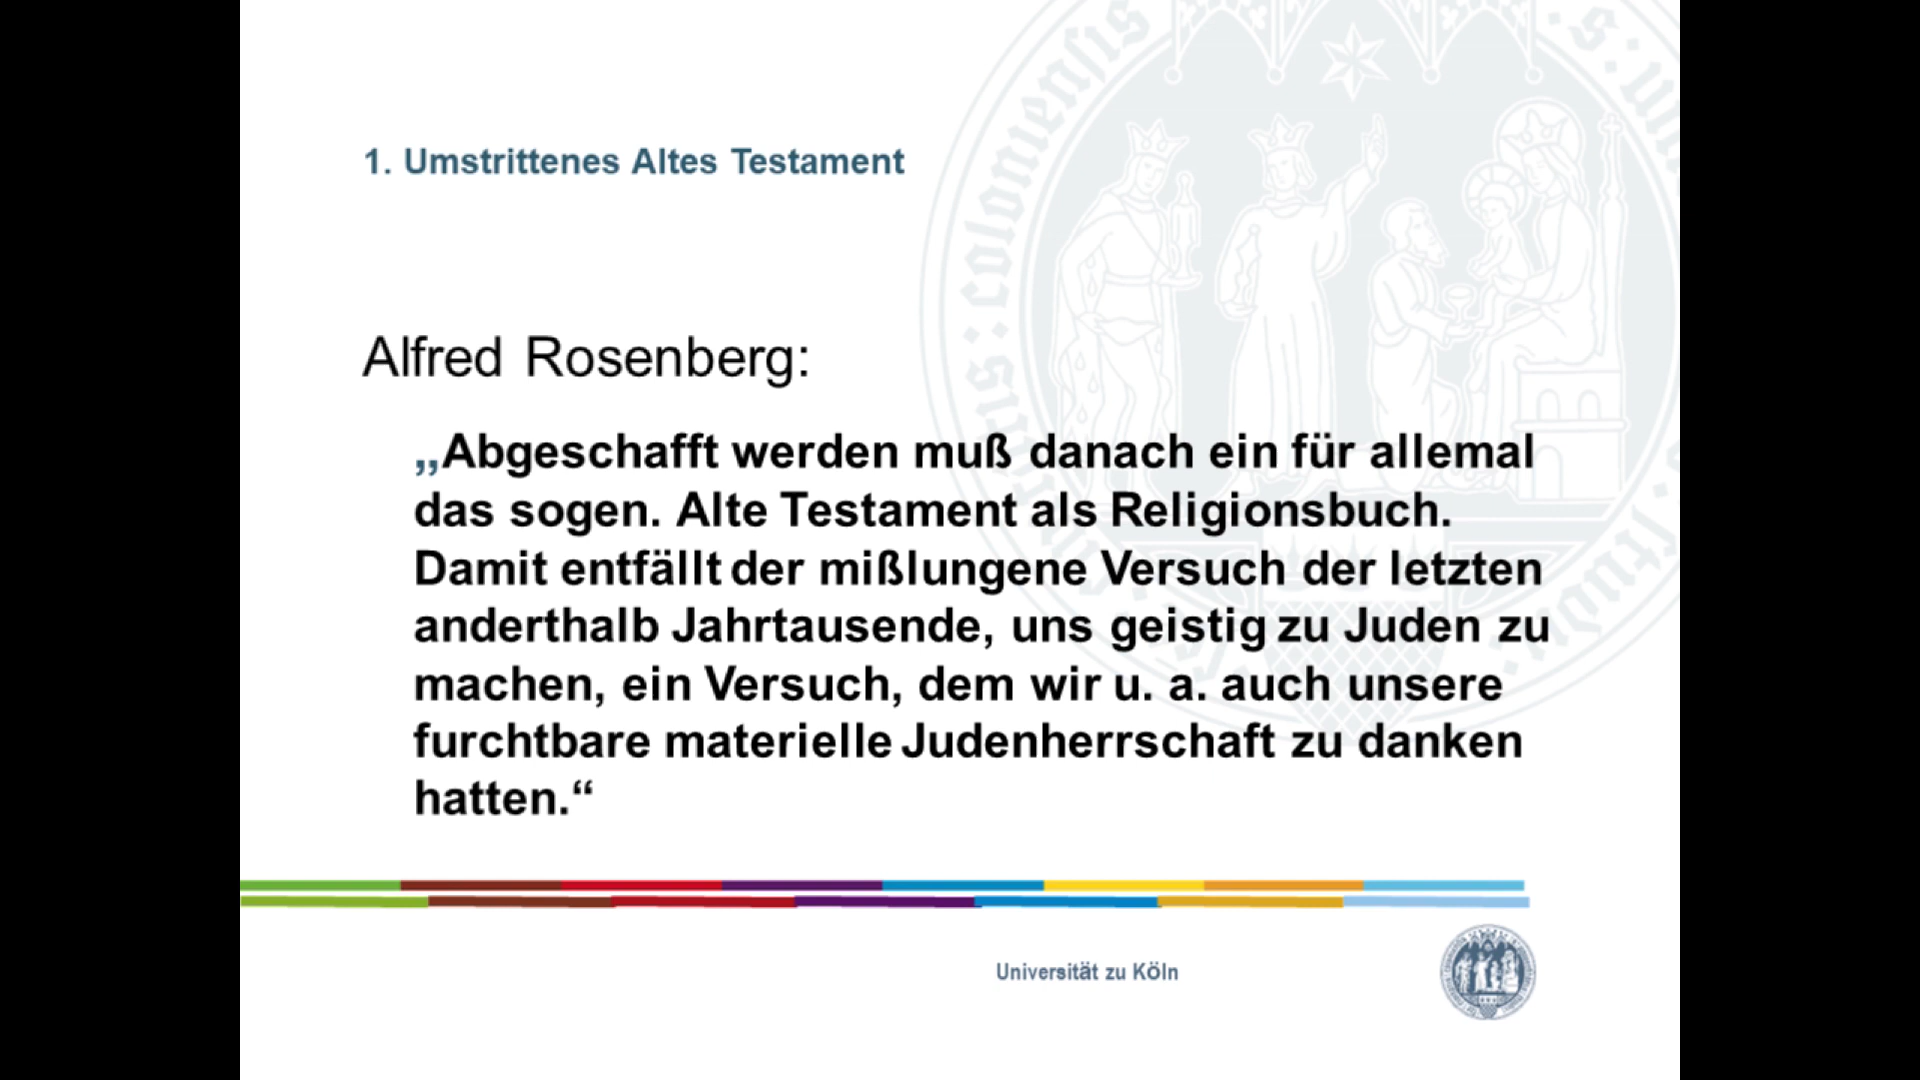 1. Umstrittenes Altes Testament
Alfred Rosenberg:
„Abgeschafft werden muß danach ein für allemal
das sogen. Alte Testament als Religionsbuch.
Damit entfällt der mißlungene Versuch der letzten
anderthalb Jahrtausende, uns geistig zu Juden zu
machen, ein Versuch, dem wir u. a. auch unsere
furchtbare materielle Judenherrschaft zu danken
hatten.“
Universität zu Köln